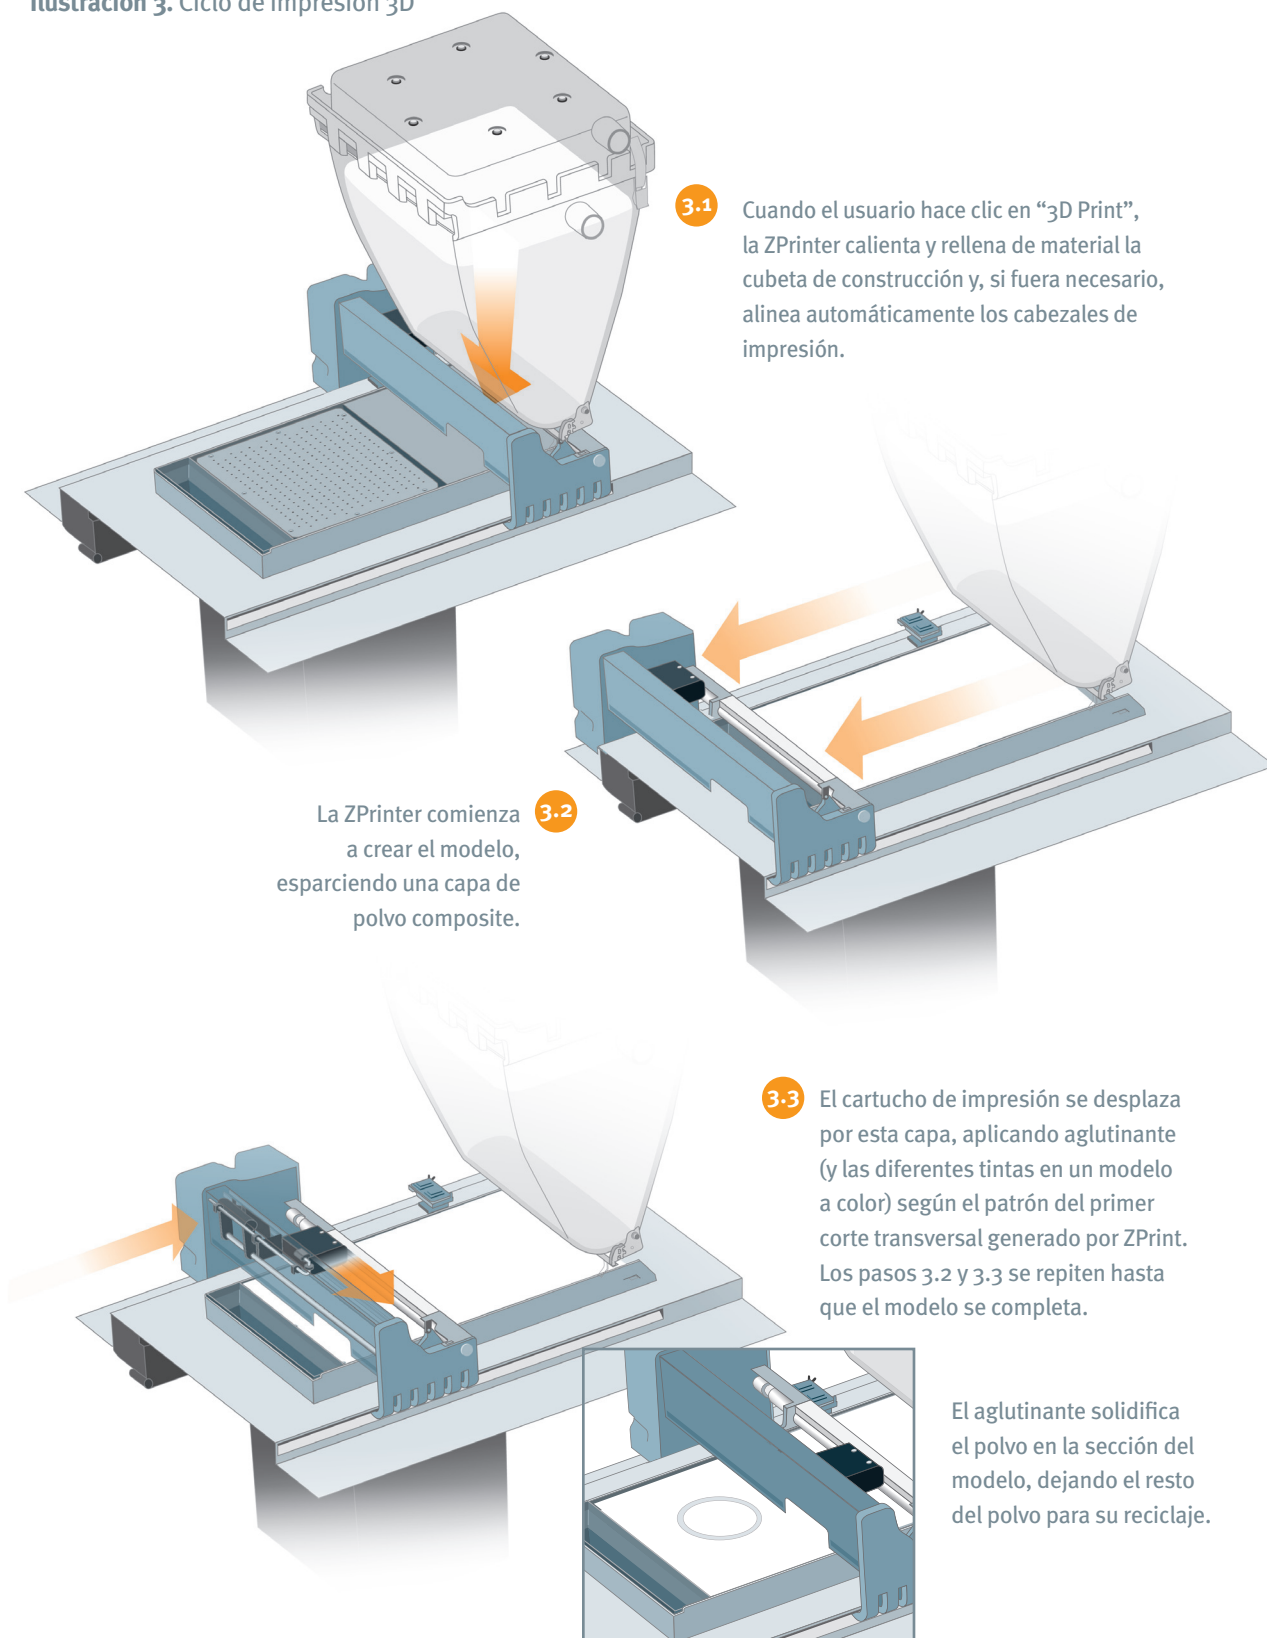 Ilustración 3. Ciclo de impresión 3D
3.1
Cuando el usuario hace clic en “3D Print”,
la ZPrinter calienta y rellena de material la
cubeta de construcción y, si fuera necesario,
alinea automáticamente los cabezales de
impresión.
3.2
La ZPrinter comienza
a crear el modelo,
esparciendo una capa de
polvo composite.
3.3
El cartucho de impresión se desplaza
por esta capa, aplicando aglutinante
(y las diferentes tintas en un modelo
a color) según el patrón del primer
corte transversal generado por ZPrint.
Los pasos 3.2 y 3.3 se repiten hasta
que el modelo se completa.
El aglutinante solidifica
el polvo en la sección del
modelo, dejando el resto
del polvo para su reciclaje.